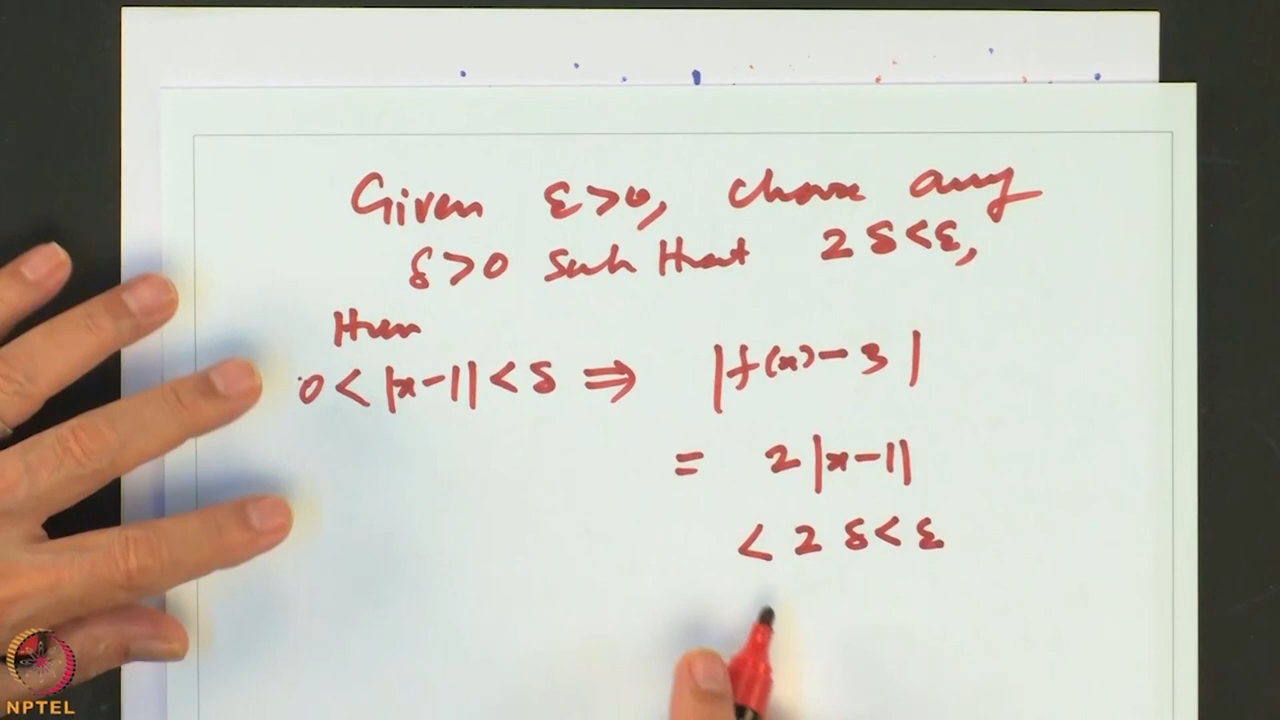 Given ε>0, choose any
δ>0 such that 2δ<ε,
then
0<|x-1|<δ ⇒ |f(x)-3|
= 2|x-1|
< 2δ<ε
NPTEL